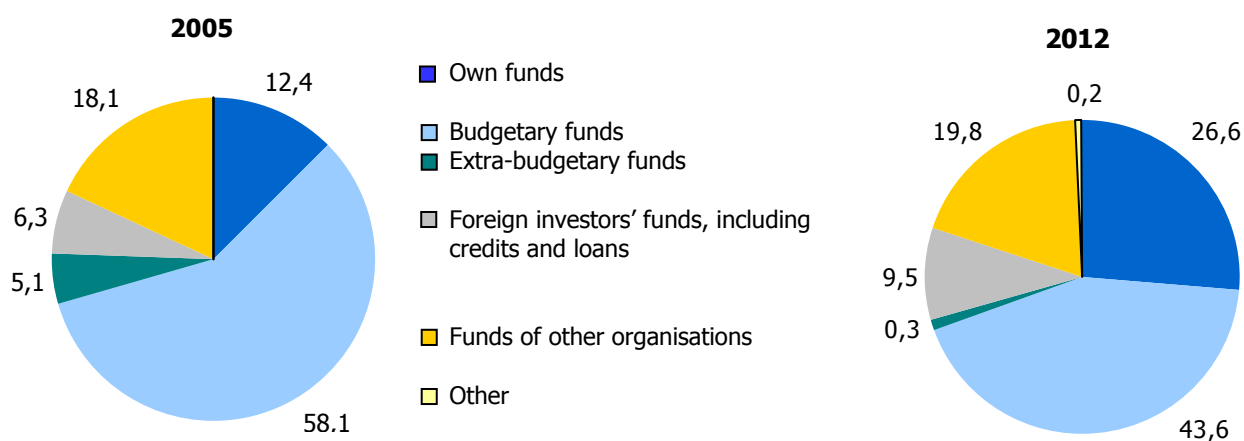 2005
18,1
12,4
6,3
5,1
58,1
Own funds
Budgetary funds
Extra-budgetary funds
Foreign investors’ funds, including
credits and loans
Funds of other organisations
Other
2012
0,2
19,8
26,6
9,5
0,3
43,6